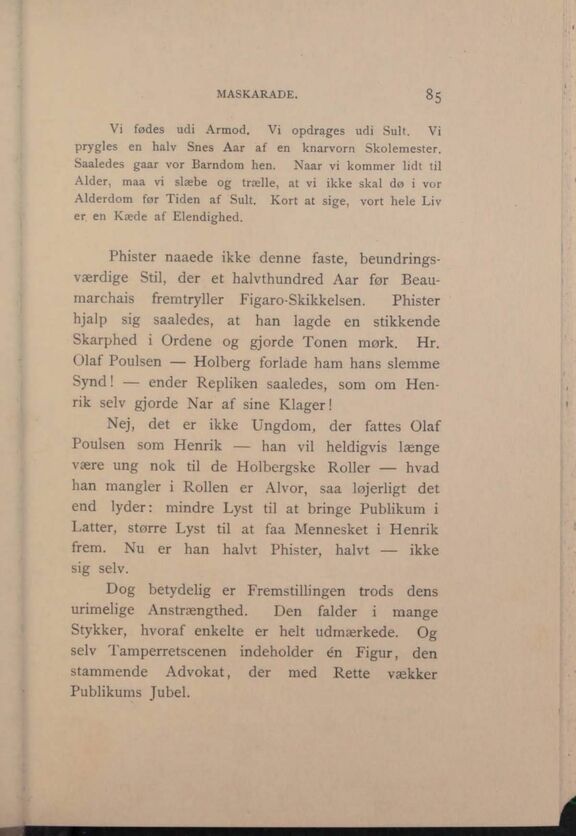 MASKARADE. 85
Vi fødes udi Armod. Vi opdrages udi Sult. Vi
prygles en halv Snes Aar af en knarvorn Skolemester.
Saaledes gaar vor Barndom hen. Naar vi kommer lidt til
Alder, maa vi slæbe og trælle, at vi ikke skal dø i vor
Alderdom før Tiden af Sult. Kort at sige, vort hele Liv
er en Kæde af Elendighed.
Phister naaede ikke denne faste, beundrings-
værdige Stil, der et halvthundred Aar før Beau-
marchais fremtryller Figaro-Skikkelsen. Phister
hjalp sig saaledes, at han lagde en stikkende
Skarphed i Ordene og gjorde Tonen mørk. Hr.
Olaf Poulsen — Holberg forlade ham hans slemme
Synd! — ender Repliken saaledes, som om Hen-
rik selv gjorde Nar af sine Klager!
Nej, det er ikke Ungdom, der fattes Olaf
Poulsen som Henrik — han vil heldigvis længe
være ung nok til de Holbergske Roller — hvad
han mangler i Rollen er Alvor, saa løjerligt det
end lyder: mindre Lyst til at bringe Publikum i
Latter, større Lyst til at faa Mennesket i Henrik
frem. Nu er han halvt Phister, halvt — ikke
sig selv.
Dog betydelig er Fremstillingen trods dens
urimelige Anstrængthed. Den falder i mange
Stykker, hvoraf enkelte er helt udmærkede. Og
selv Tamperretscenen indeholder én Figur, den
stammende Advokat, der med Rette vækker
Publikums Jubel.